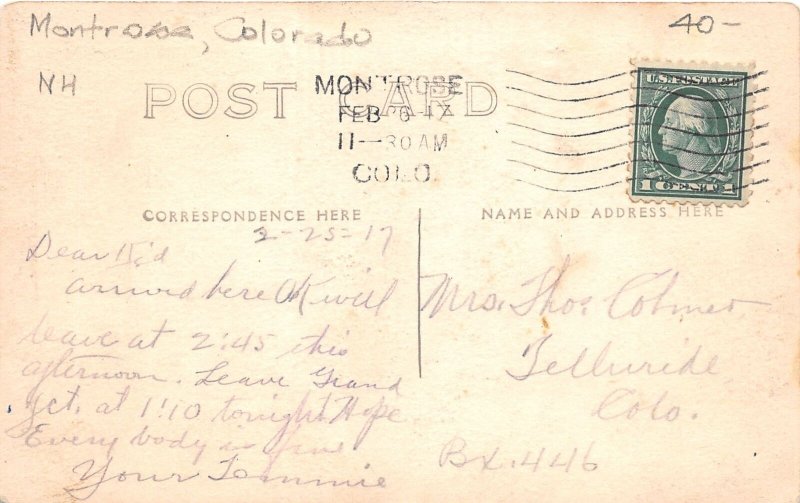 Montrose, Colorado
40-
NH
POST CARD
MONTROSE
FEB 26 17
11—30 AM
COLO.
U.S. POSTAGE
1 CENT 1
CORRESPONDENCE HERE
NAME AND ADDRESS HERE
2-25-17
Dear Kid
arrived here OK will
leave at 2:45 this
afternoon. Leave Grand
Jct. at 1:10 tonight. Hope
Every body is fine
Your Tommie
Mrs. Thos.
Telluride
Colo.
Bx. 446